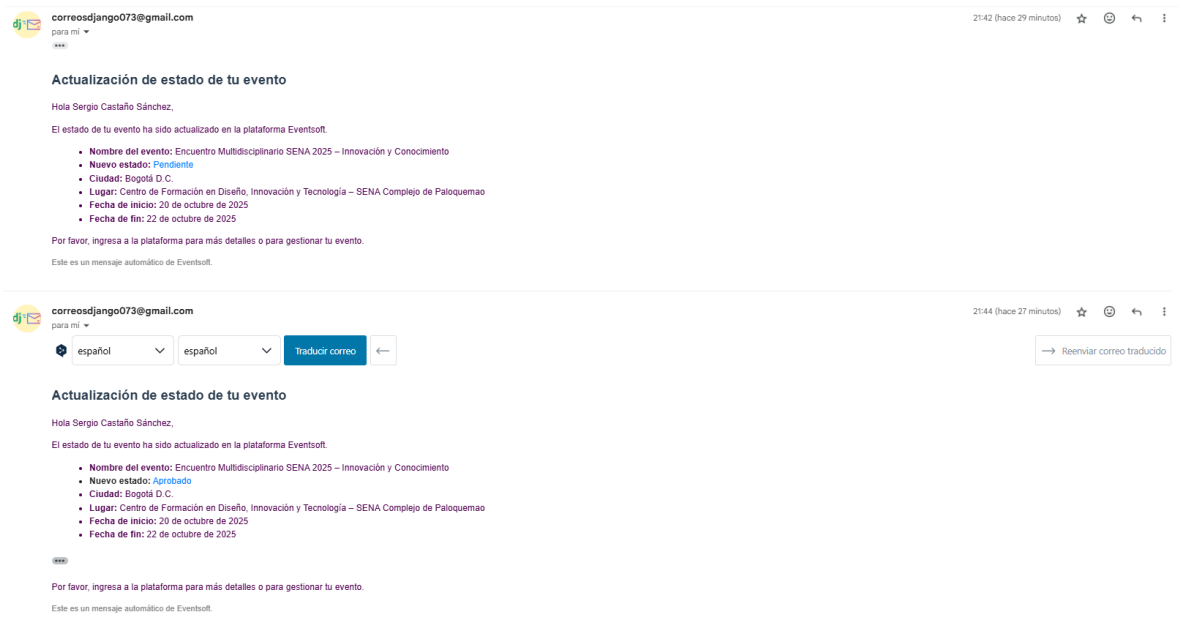 correosdjango073@gmail.com
21:42 (hace 29 minutos)
para mí
Actualización de estado de tu evento
Hola Sergio Castaño Sánchez,
El estado de tu evento ha sido actualizado en la plataforma Eventsoft.
• Nombre del evento: Encuentro Multidisciplinario SENA 2025 – Innovación y Conocimiento
• Nuevo estado: Pendiente
• Ciudad: Bogotá D.C.
• Lugar: Centro de Formación en Diseño, Innovación y Tecnología – SENA Complejo de Paloquemao
• Fecha de inicio: 20 de octubre de 2025
• Fecha de fin: 22 de octubre de 2025
Por favor, ingresa a la plataforma para más detalles o para gestionar tu evento.
Este es un mensaje automático de Eventsoft.
correosdjango073@gmail.com
21:44 (hace 27 minutos)
para mí
español español Traducir correo ← → Reenviar correo traducido
Actualización de estado de tu evento
Hola Sergio Castaño Sánchez,
El estado de tu evento ha sido actualizado en la plataforma Eventsoft.
• Nombre del evento: Encuentro Multidisciplinario SENA 2025 – Innovación y Conocimiento
• Nuevo estado: Aprobado
• Ciudad: Bogotá D.C.
• Lugar: Centro de Formación en Diseño, Innovación y Tecnología – SENA Complejo de Paloquemao
• Fecha de inicio: 20 de octubre de 2025
• Fecha de fin: 22 de octubre de 2025
Por favor, ingresa a la plataforma para más detalles o para gestionar tu evento.
Este es un mensaje automático de Eventsoft.